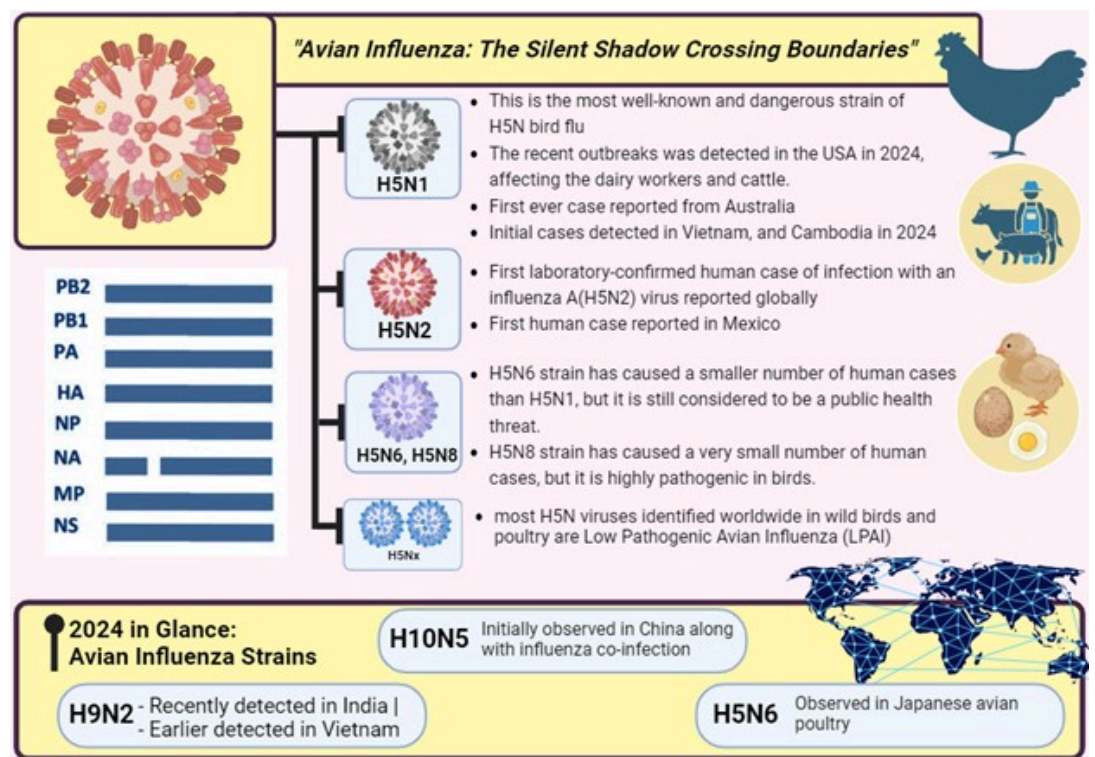 "Avian Influenza: The Silent Shadow Crossing Boundaries"
H5N1
• This is the most well-known and dangerous strain of
H5N bird flu
• The recent outbreaks was detected in the USA in 2024,
affecting the dairy workers and cattle.
• First ever case reported from Australia
• Initial cases detected in Vietnam, and Cambodia in 2024
H5N2
• First laboratory-confirmed human case of infection with an
influenza A(H5N2) virus reported globally
• First human case reported in Mexico
H5N6, H5N8
• H5N6 strain has caused a smaller number of human cases
than H5N1, but it is still considered to be a public health
threat.
• H5N8 strain has caused a very small number of human
cases, but it is highly pathogenic in birds.
H5Nx
• most H5N viruses identified worldwide in wild birds and
poultry are Low Pathogenic Avian Influenza (LPAI)
PB2
PB1
PA
HA
NP
NA
MP
NS
2024 in Glance:
Avian Influenza Strains
H10N5
Initially observed in China along
with influenza co-infection
H9N2
- Recently detected in India |
- Earlier detected in Vietnam
H5N6
Observed in Japanese avian
poultry